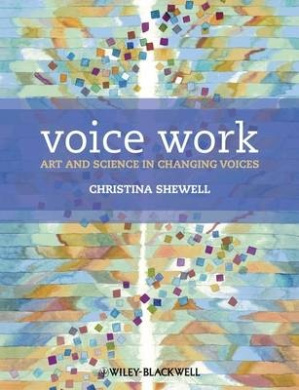 voice work
ART AND SCIENCE IN CHANGING VOICES
CHRISTINA SHEWELL
WILEY-BLACKWELL